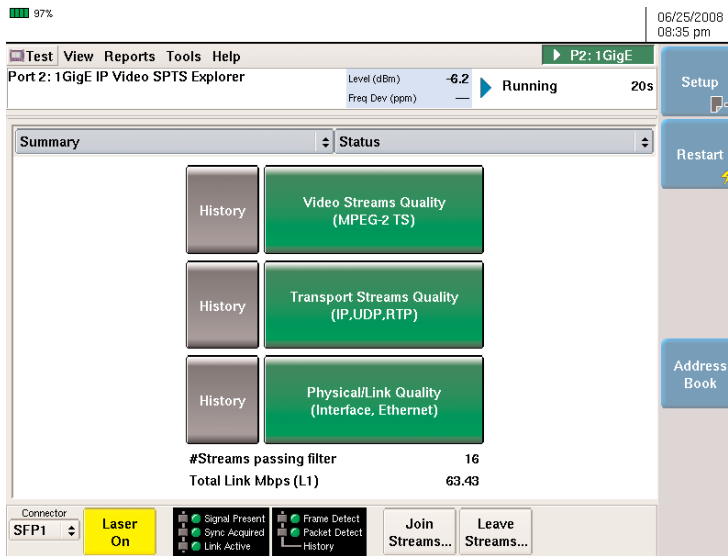 97%
06/25/2008
08:35 pm
Test View Reports Tools Help
P2: 1GigE
Port 2: 1GigE IP Video SPTS Explorer
Level (dBm) -6.2
Freq Dev (ppm) —
Running 20s
Setup
Restart
Summary
Status
History
Video Streams Quality
(MPEG-2 TS)
History
Transport Streams Quality
(IP,UDP,RTP)
History
Physical/Link Quality
(Interface, Ethernet)
Address
Book
#Streams passing filter 16
Total Link Mbps (L1) 63.43
Connector
SFP1
Laser
On
Signal Present
Sync Acquired
Link Active
Frame Detect
Packet Detect
History
Join
Streams...
Leave
Streams...